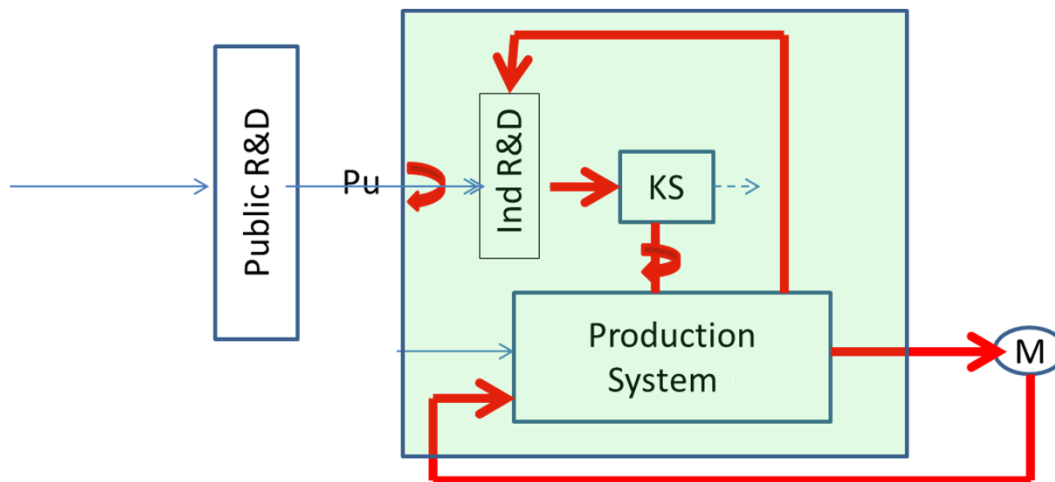 Public R&D
Pu
Ind R&D
KS
Production
System
M